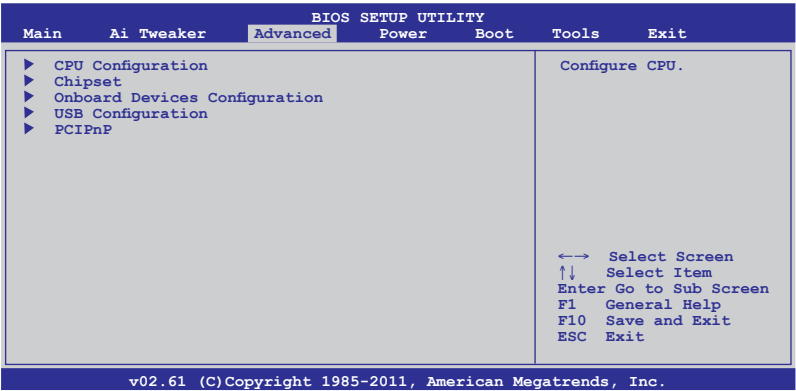 BIOS SETUP UTILITY
Main Ai Tweaker Advanced Power Boot Tools Exit
CPU Configuration
Chipset
Onboard Devices Configuration
USB Configuration
PCIPnP
Configure CPU.
←→ Select Screen
↑↓ Select Item
Enter Go to Sub Screen
F1 General Help
F10 Save and Exit
ESC Exit
v02.61 (C)Copyright 1985-2011, American Megatrends, Inc.